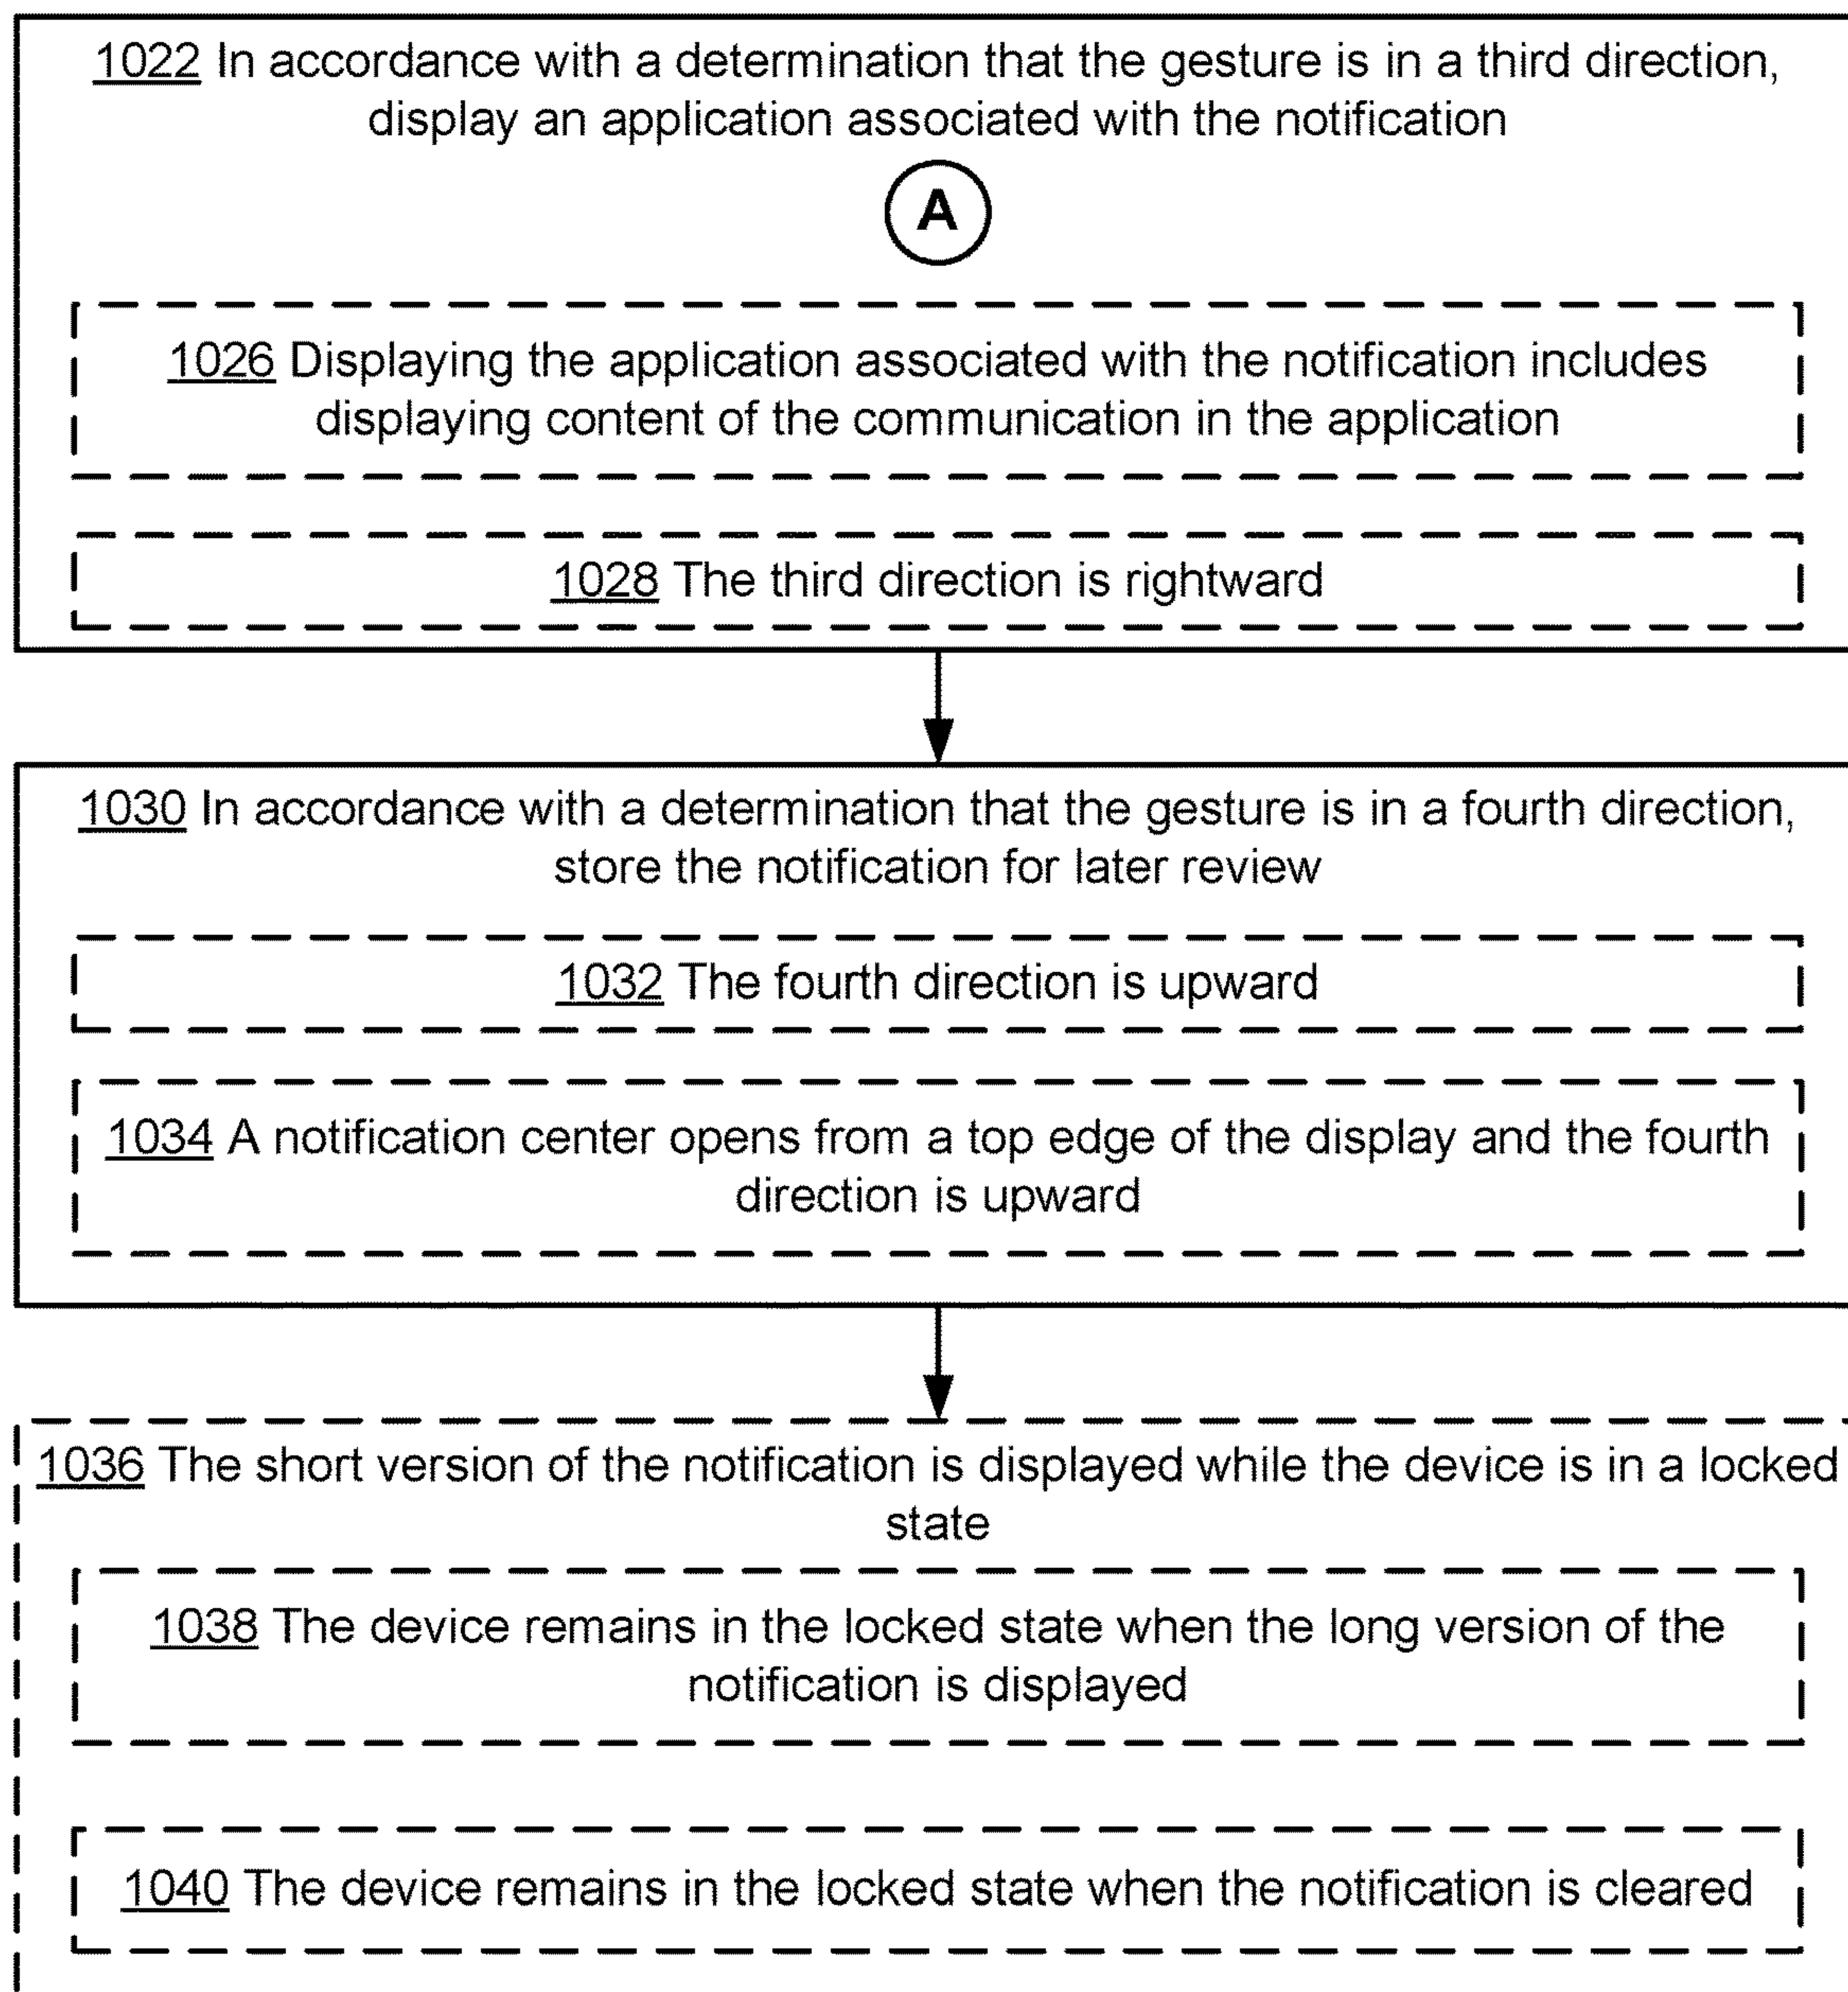 1022 In accordance with a determination that the gesture is in a third direction,
display an application associated with the notification
A
1026 Displaying the application associated with the notification includes
displaying content of the communication in the application
1028 The third direction is rightward
1030 In accordance with a determination that the gesture is in a fourth direction,
store the notification for later review
1032 The fourth direction is upward
1034 A notification center opens from a top edge of the display and the fourth
direction is upward
1036 The short version of the notification is displayed while the device is in a locked
state
1038 The device remains in the locked state when the long version of the
notification is displayed
1040 The device remains in the locked state when the notification is cleared